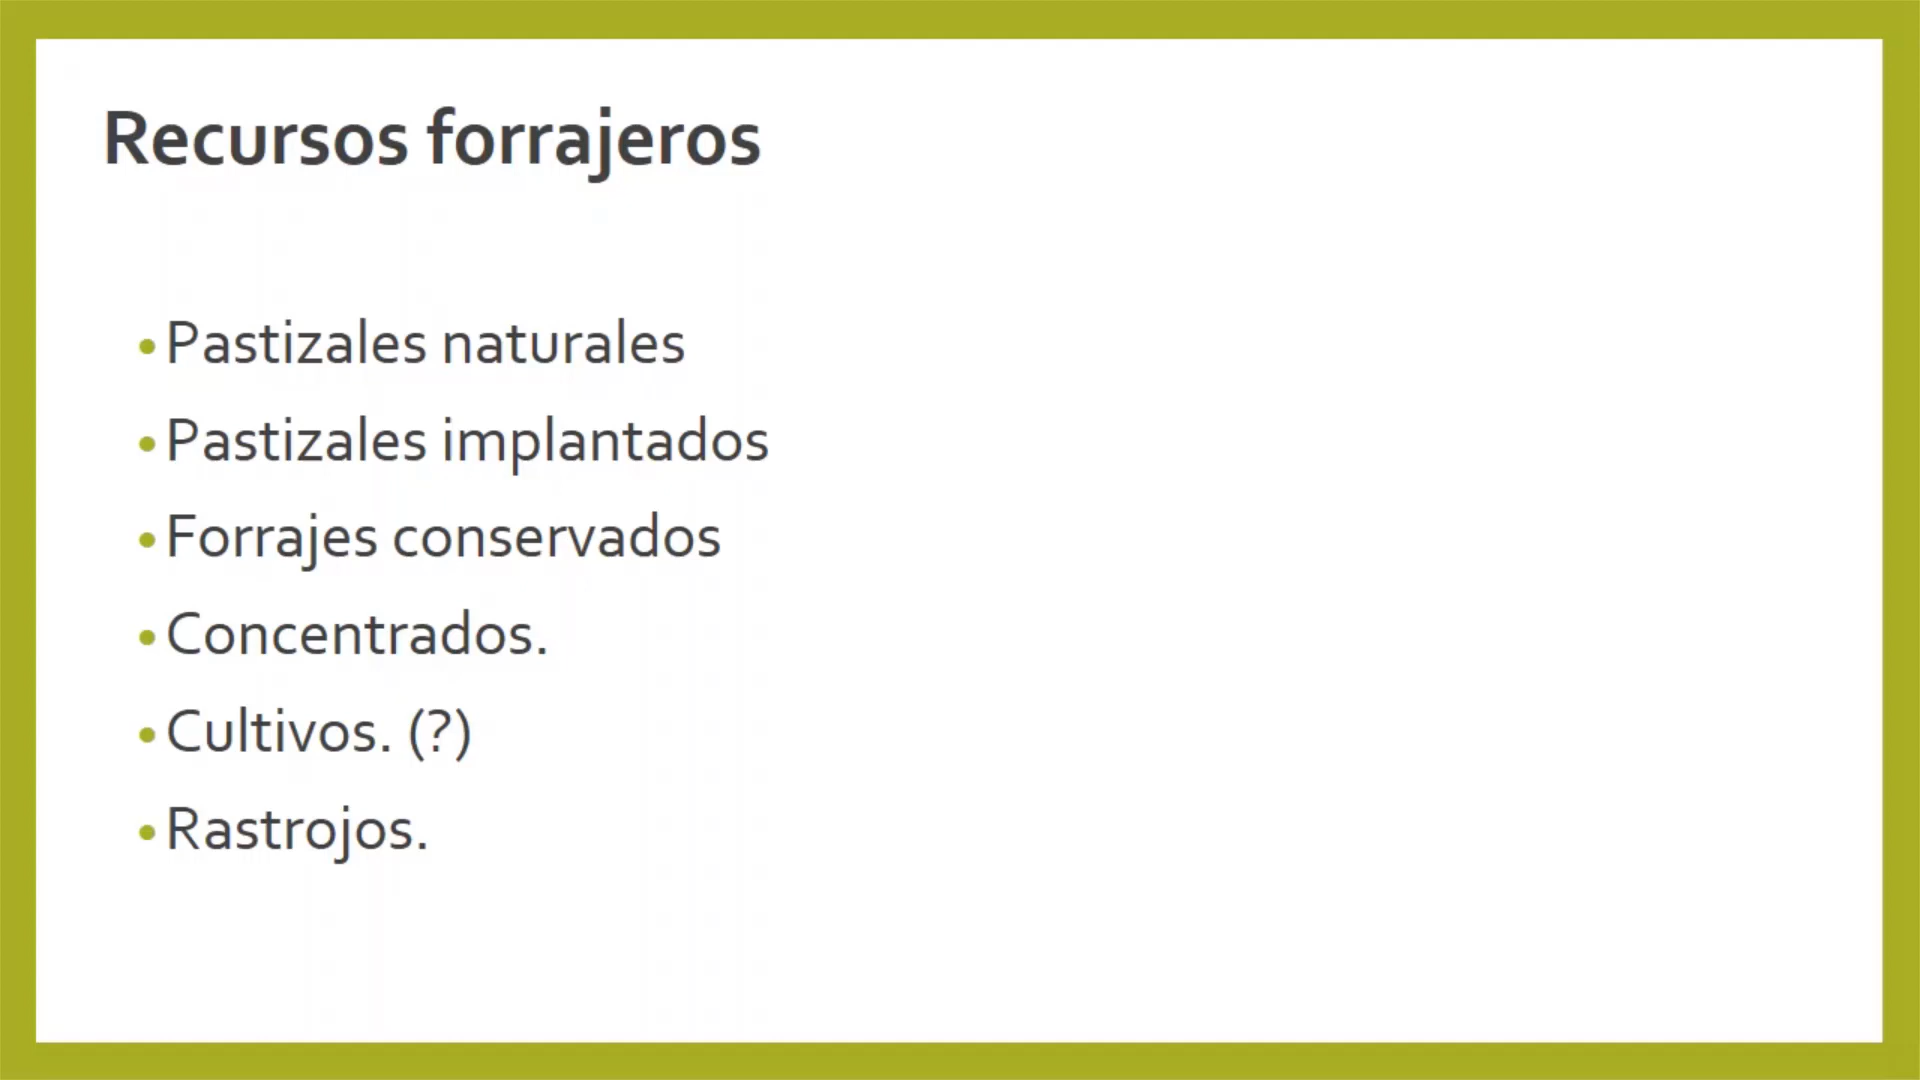 Recursos forrajeros
• Pastizales naturales
• Pastizales implantados
• Forrajes conservados
• Concentrados.
• Cultivos. (?)
• Rastrojos.